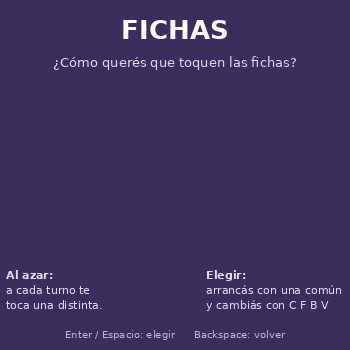 FICHAS
¿Cómo querés que toquen las fichas?
Al azar:
a cada turno te
toca una distinta.
Elegir:
arrancás con una común
y cambiás con C F B V
Enter / Espacio: elegir Backspace: volver